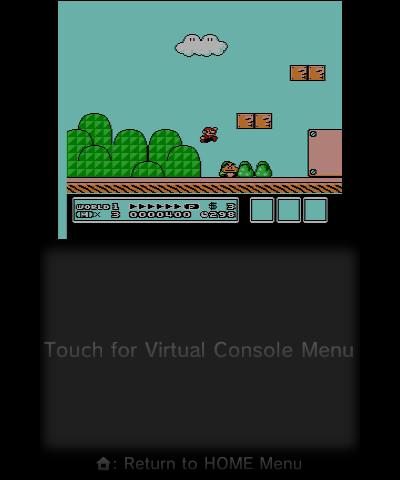 WORLD 1 ▶▶▶▶▶▶ P $ 3
M x 3 0000400 298
Touch for Virtual Console Menu
: Return to HOME Menu